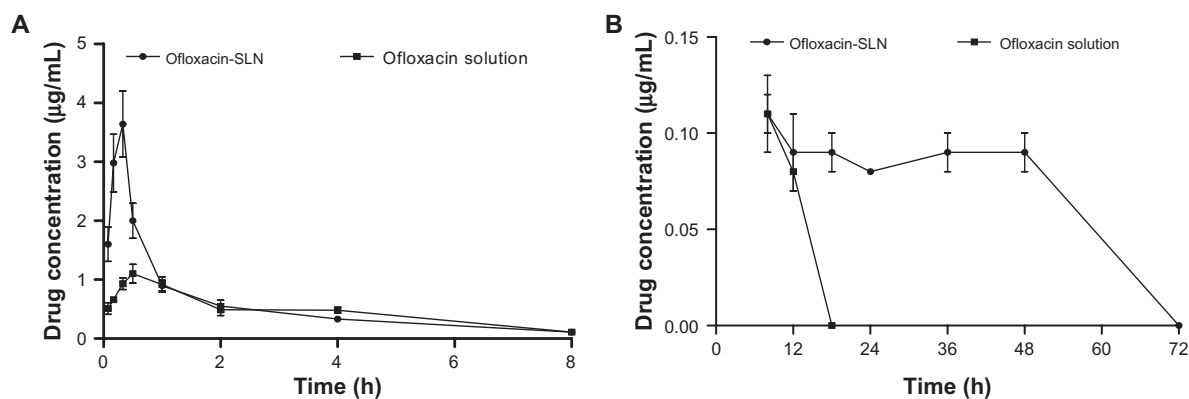 A
Drug concentration (µg/mL)
Ofloxacin-SLN
Ofloxacin solution
5
4
3
2
1
0
0 2 4 6 8
Time (h)
B
Drug concentration (µg/mL)
Ofloxacin-SLN
Ofloxacin solution
0.15
0.10
0.05
0.00
0 12 24 36 48 60 72
Time (h)